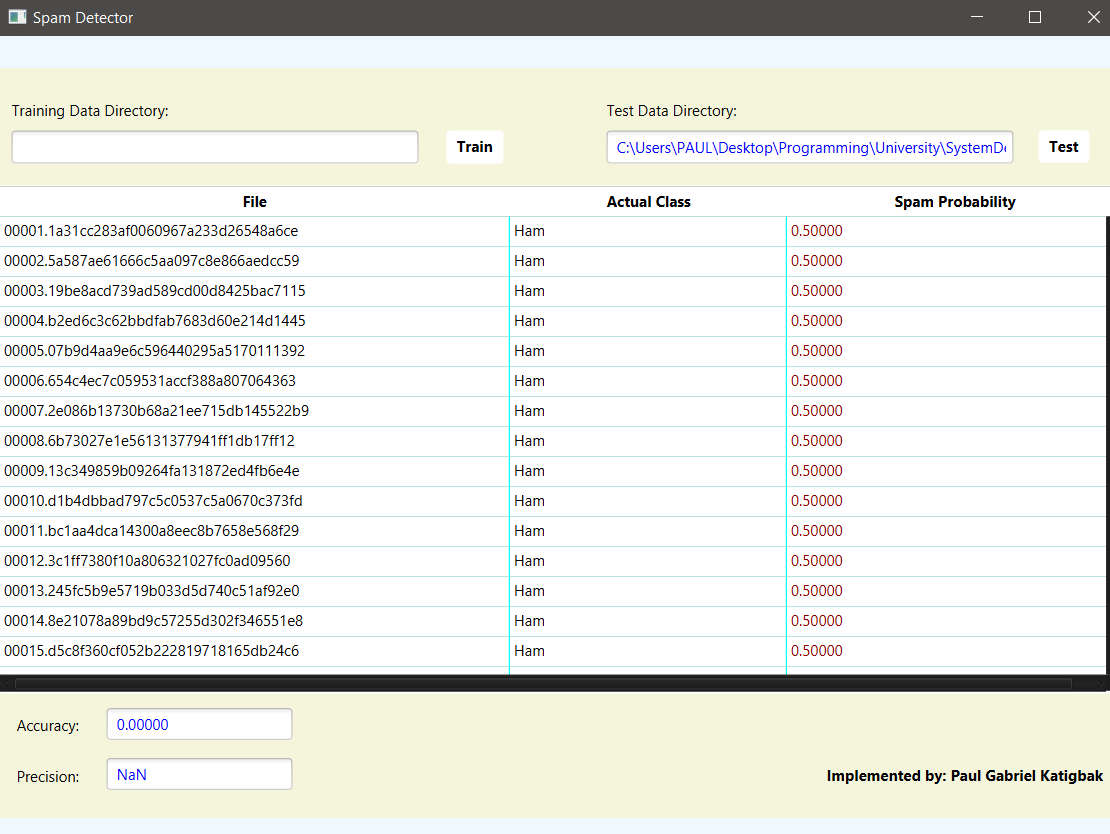 Spam Detector
Training Data Directory: Test Data Directory:
Train C:\Users\PAUL\Desktop\Programming\University\SystemDe Test
File Actual Class Spam Probability
00001.1a31cc283af0060967a233d26548a6ce Ham 0.50000
00002.5a587ae61666c5aa097c8e866aedcc59 Ham 0.50000
00003.19be8acd739ad589cd00d8425bac7115 Ham 0.50000
00004.b2ed6c3c62bbdfab7683d60e214d1445 Ham 0.50000
00005.07b9d4aa9e6c596440295a5170111392 Ham 0.50000
00006.654c4ec7c059531accf388a807064363 Ham 0.50000
00007.2e086b13730b68a21ee715db145522b9 Ham 0.50000
00008.6b73027e1e56131377941ff1db17ff12 Ham 0.50000
00009.13c349859b09264fa131872ed4fb6e4e Ham 0.50000
00010.d1b4dbbad797c5c0537c5a0670c373fd Ham 0.50000
00011.bc1aa4dca14300a8eec8b7658e568f29 Ham 0.50000
00012.3c1ff7380f10a806321027fc0ad09560 Ham 0.50000
00013.245fc5b9e5719b033d5d740c51af92e0 Ham 0.50000
00014.8e21078a89bd9c57255d302f346551e8 Ham 0.50000
00015.d5c8f360cf052b222819718165db24c6 Ham 0.50000
Accuracy: 0.00000
Precision: NaN
Implemented by: Paul Gabriel Katigbak